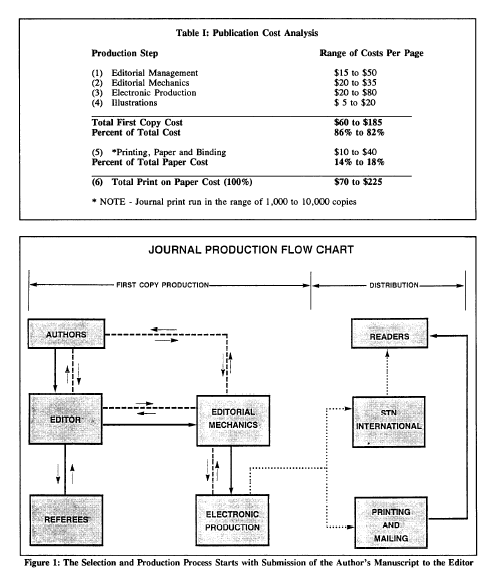 Table I: Publication Cost Analysis
Production Step Range of Costs Per Page
(1) Editorial Management $15 to $50
(2) Editorial Mechanics $20 to $35
(3) Electronic Production $20 to $80
(4) Illustrations $ 5 to $20
Total First Copy Cost $60 to $185
Percent of Total Cost 86% to 82%
(5) *Printing, Paper and Binding $10 to $40
Percent of Total Paper Cost 14% to 18%
(6) Total Print on Paper Cost (100%) $70 to $225
* NOTE - Journal print run in the range of 1,000 to 10,000 copies
JOURNAL PRODUCTION FLOW CHART
FIRST COPY PRODUCTION DISTRIBUTION
AUTHORS
READERS
EDITOR
EDITORIAL
MECHANICS
STN
INTERNATIONAL
REFEREES
ELECTRONIC
PRODUCTION
PRINTING
AND
MAILING
Figure 1: The Selection and Production Process Starts with Submission of the Author's Manuscript to the Editor